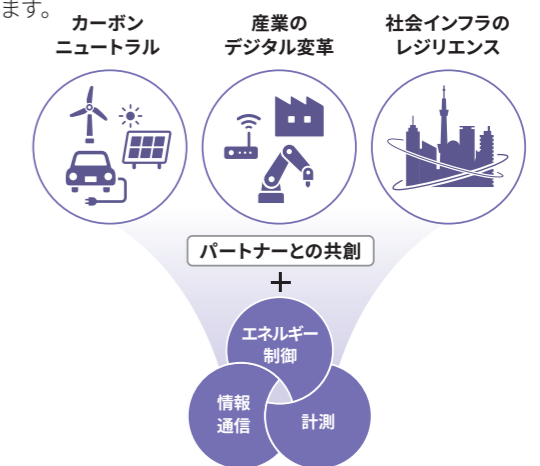 ます。
カーボン
ニュートラル
産業の
デジタル変革
社会インフラの
レジリエンス
パートナーとの共創
+
エネルギー
制御
情報
通信
計測